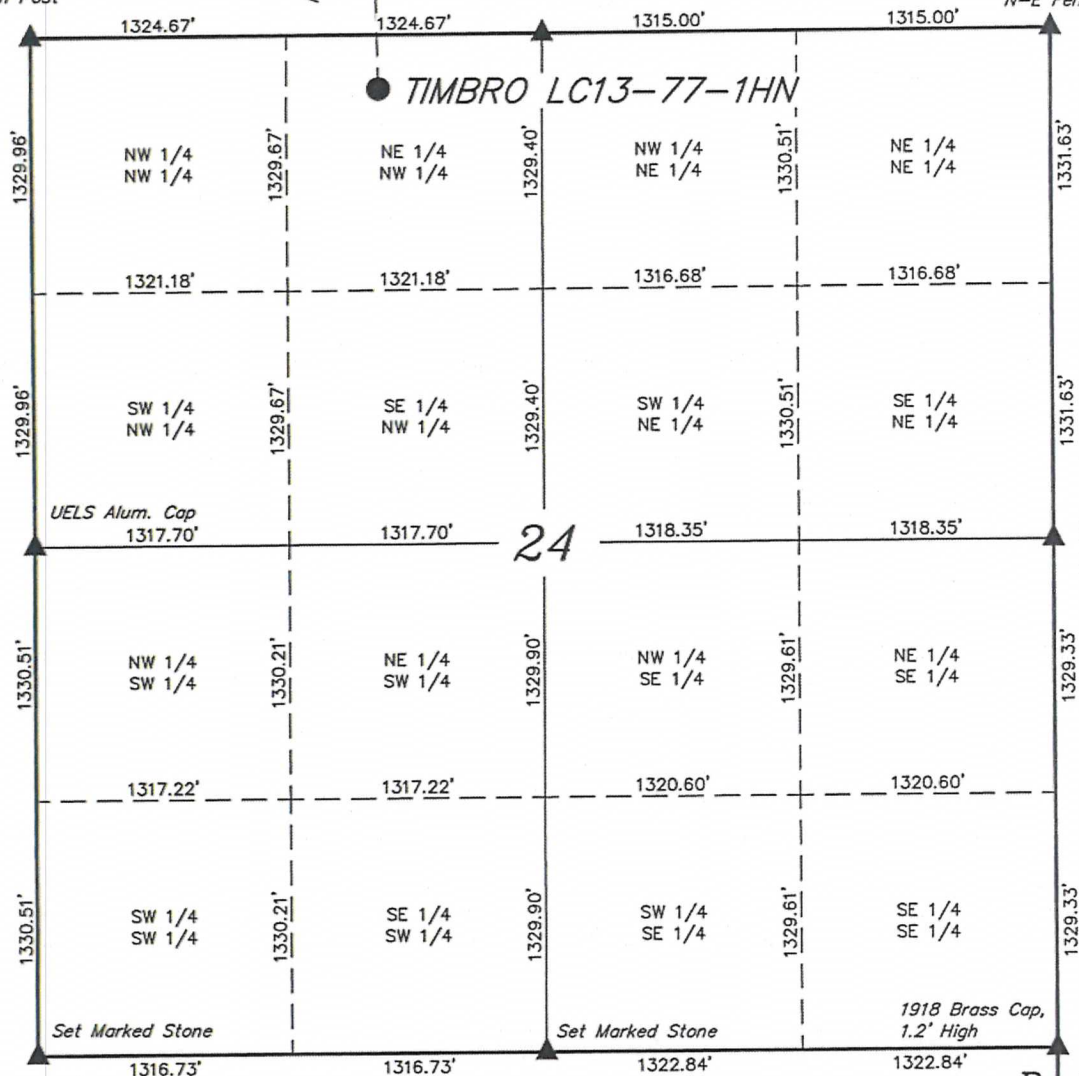 1324.67' 1324.67' 1315.00' 1315.00'
TIMBRO LC13-77-1HN
1329.96' 1329.67' 1329.40' 1330.51' 1331.63'
NW 1/4
NW 1/4
NE 1/4
NW 1/4
NW 1/4
NE 1/4
NE 1/4
NE 1/4
1321.18' 1321.18' 1316.68' 1316.68'
1329.96' 1329.67' 1329.40' 1330.51' 1331.63'
SW 1/4
NW 1/4
SE 1/4
NW 1/4
SW 1/4
NE 1/4
SE 1/4
NE 1/4
UELS Alum. Cap
1317.70' 1317.70' 24 1318.35' 1318.35'
1330.51' 1330.21' 1329.90' 1329.61' 1329.33'
NW 1/4
SW 1/4
NE 1/4
SW 1/4
NW 1/4
SE 1/4
NE 1/4
SE 1/4
1317.22' 1317.22' 1320.60' 1320.60'
1330.51' 1330.21' 1329.90' 1329.61' 1329.33'
SW 1/4
SW 1/4
SE 1/4
SW 1/4
SW 1/4
SE 1/4
SE 1/4
SE 1/4
Set Marked Stone
Set Marked Stone
1918 Brass Cap,
1.2' High
1316.73' 1316.73' 1322.84' 1322.84'